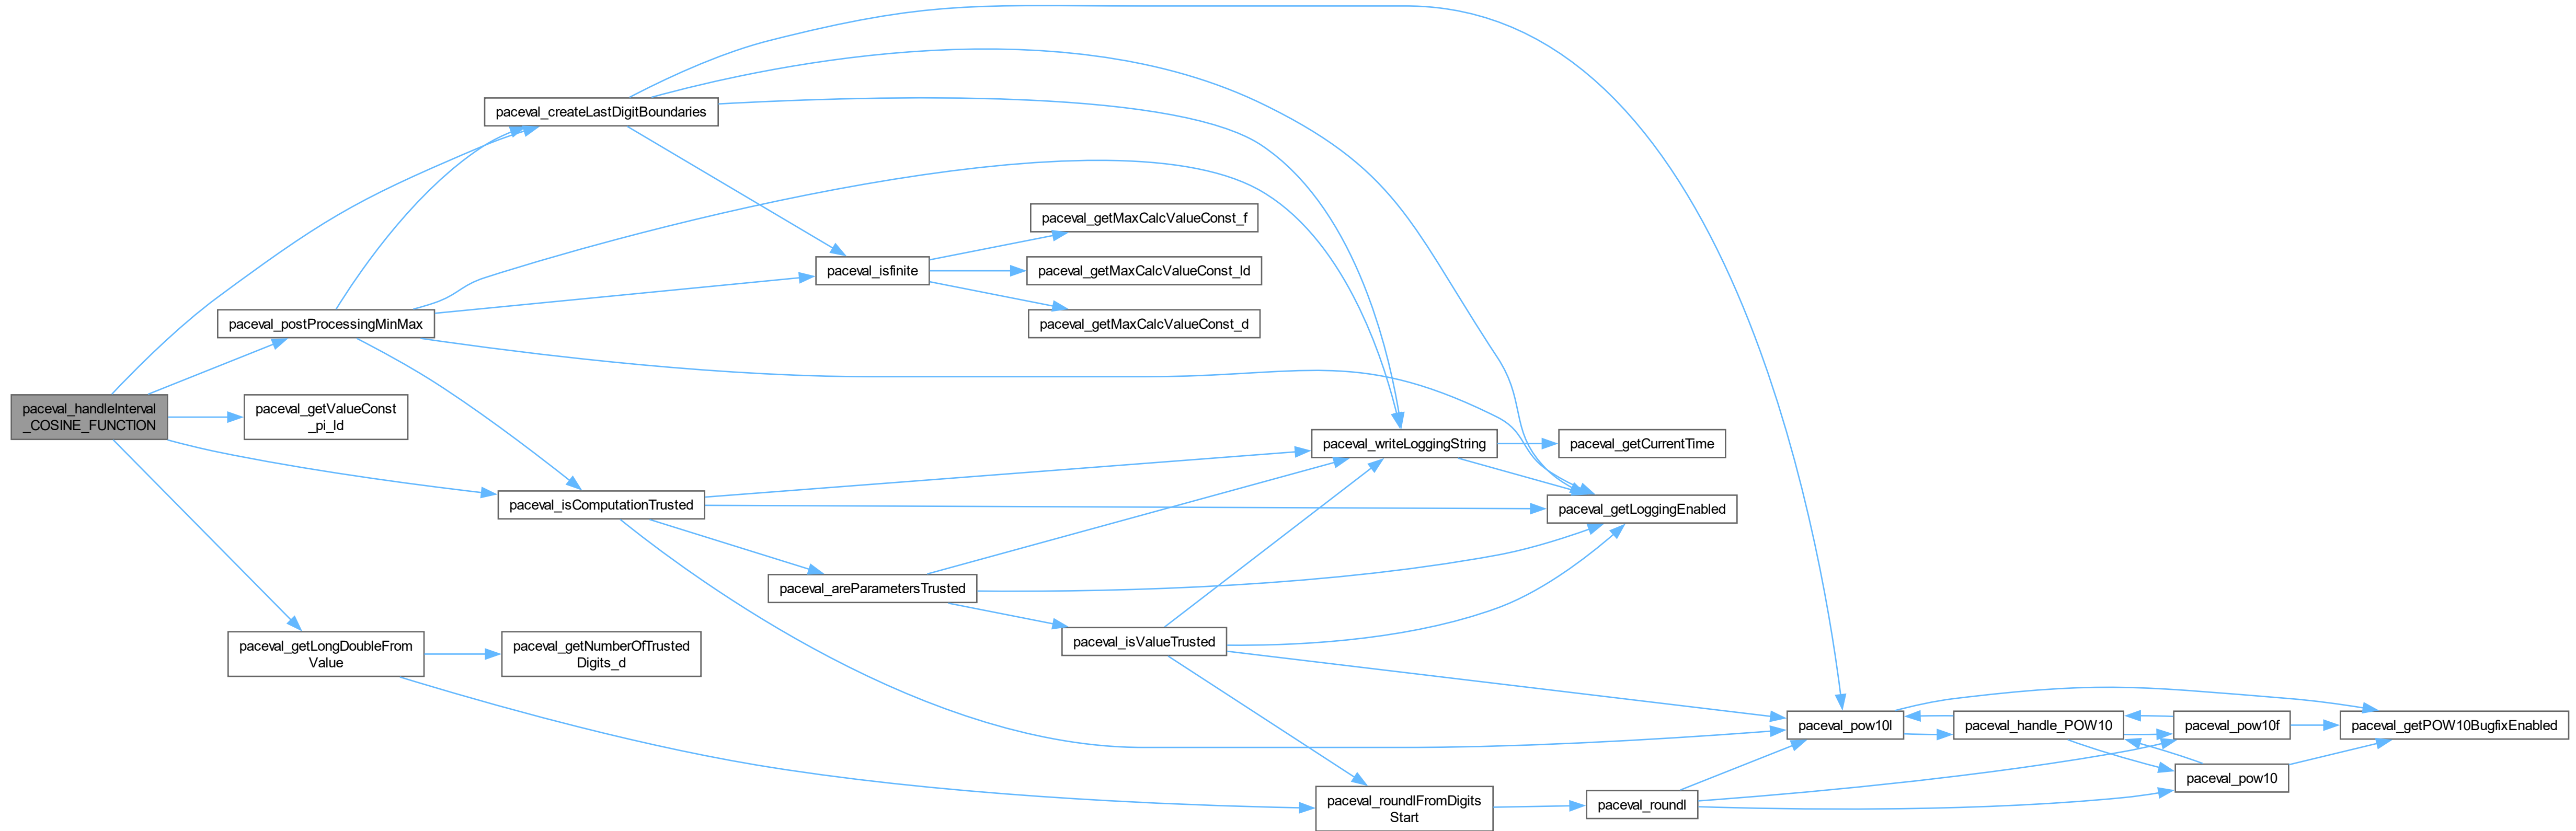 paceval_createLastDigitBoundaries
paceval_getMaxCalcValueConst_f
paceval_isfinite
paceval_getMaxCalcValueConst_ld
paceval_postProcessingMinMax
paceval_getMaxCalcValueConst_d
paceval_handleInterval
_COSINE_FUNCTION
paceval_getValueConst
_pi_ld
paceval_writeLoggingString
paceval_getCurrentTime
paceval_isComputationTrusted
paceval_getLoggingEnabled
paceval_areParametersTrusted
paceval_isValueTrusted
paceval_getLongDoubleFrom
Value
paceval_getNumberOfTrusted
Digits_d
paceval_pow10l
paceval_handle_POW10
paceval_pow10f
paceval_getPOW10BugfixEnabled
paceval_pow10
paceval_roundlFromDigits
Start
paceval_roundl